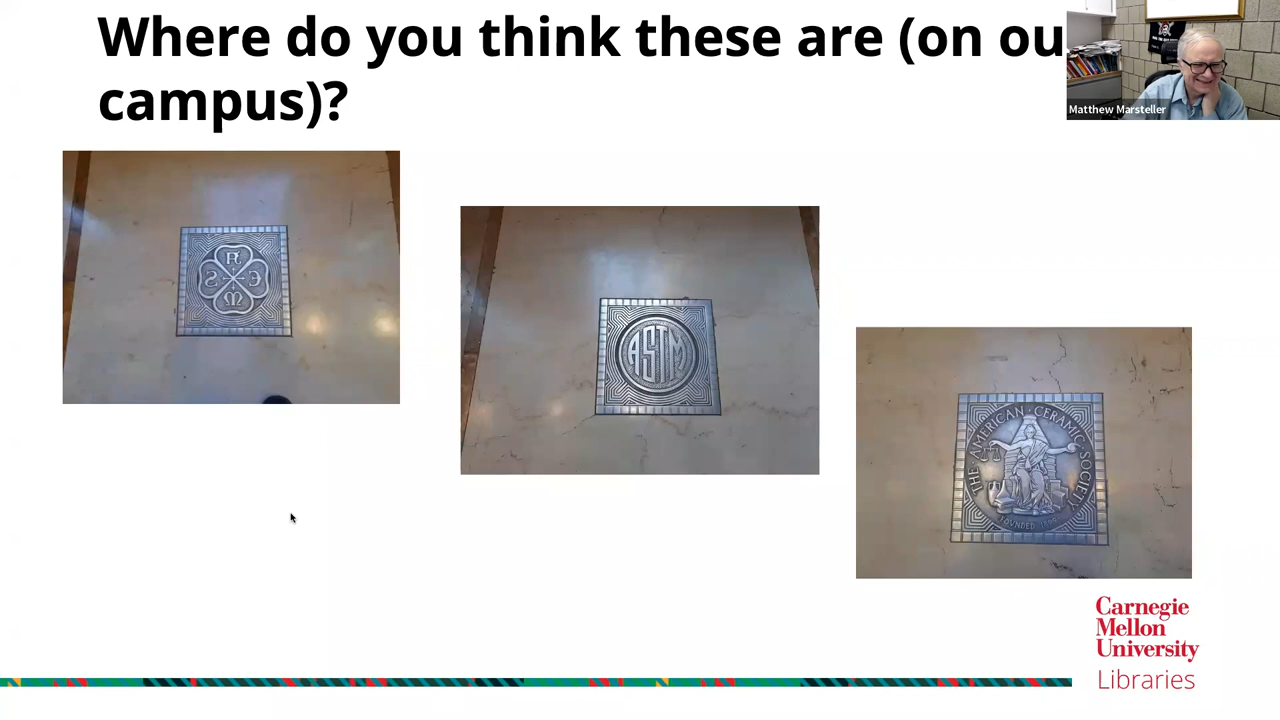 Where do you think these are (on ou
campus)?
Matthew Marsteller
ASTM
THE · AMERICAN · CERAMIC · SOCIETY
Carnegie
Mellon
University
Libraries